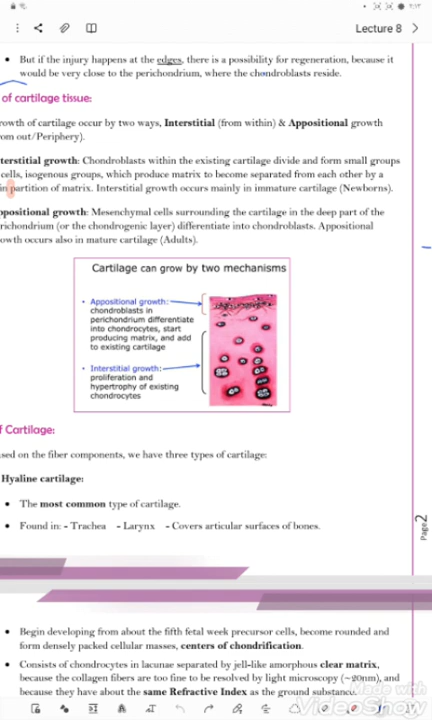 Lecture 8
But if the injury happens at the edges, there is a possibility for regeneration, because it
would be very close to the perichondrium, where the chondroblasts reside.
of cartilage tissue:
rowth of cartilage occur by two ways, Interstitial (from within) & Appositional growth
rom out/Periphery).
terstitial growth: Chondroblasts within the existing cartilage divide and form small groups
cells, isogenous groups, which produce matrix to become separated from each other by a
in partition of matrix. Interstitial growth occurs mainly in immature cartilage (Newborns).
ppositional growth: Mesenchymal cells surrounding the cartilage in the deep part of the
richondrium (or the chondrogenic layer) differentiate into chondroblasts. Appositional
owth occurs also in mature cartilage (Adults).
Cartilage can grow by two mechanisms
• Appositional growth:
chondroblasts in
perichondrium differentiate
into chondrocytes, start
producing matrix, and add
to existing cartilage
• Interstitial growth:
proliferation and
hypertrophy of existing
chondrocytes
f Cartilage:
ased on the fiber components, we have three types of cartilage:
Hyaline cartilage:
The most common type of cartilage.
Found in: - Trachea - Larynx - Covers articular surfaces of bones.
Page2
Begin developing from about the fifth fetal week precursor cells, become rounded and
form densely packed cellular masses, centers of chondrification.
Consists of chondrocytes in lacunae separated by jell-like amorphous clear matrix,
because the collagen fibers are too fine to be resolved by light microscopy (~20nm), and
because they have about the same Refractive Index as the ground substance.
Made with
VideoShow